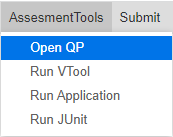 AssesmentTools Submit
Open QP
Run VTool
Run Application
Run JUnit